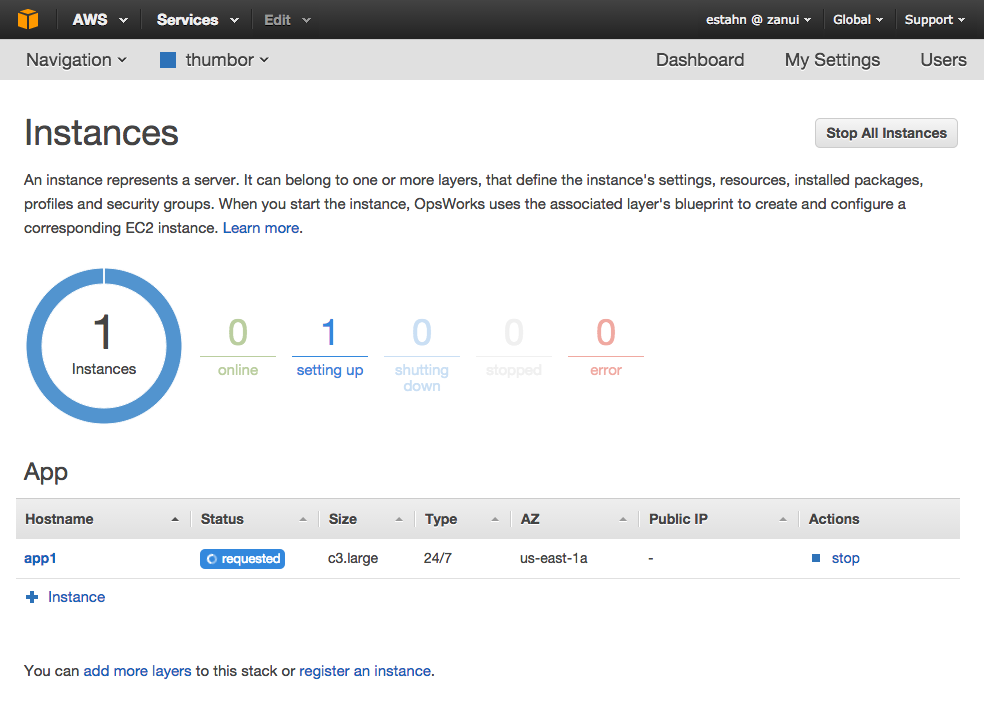 AWS Services Edit estahn @ zanui Global Support
Navigation thumbor Dashboard My Settings Users
Instances
Stop All Instances
An instance represents a server. It can belong to one or more layers, that define the instance's settings, resources, installed packages,
profiles and security groups. When you start the instance, OpsWorks uses the associated layer's blueprint to create and configure a
corresponding EC2 instance. Learn more.
1
Instances
0 1 0 0 0
online setting up shutting down stopped error
App
Hostname Status Size Type AZ Public IP Actions
app1 requested c3.large 24/7 us-east-1a - stop
Instance
You can add more layers to this stack or register an instance.